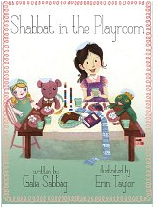 Shabbat in the Playroom
written by
Galia Sabbag
illustrated by
Erin Taylor